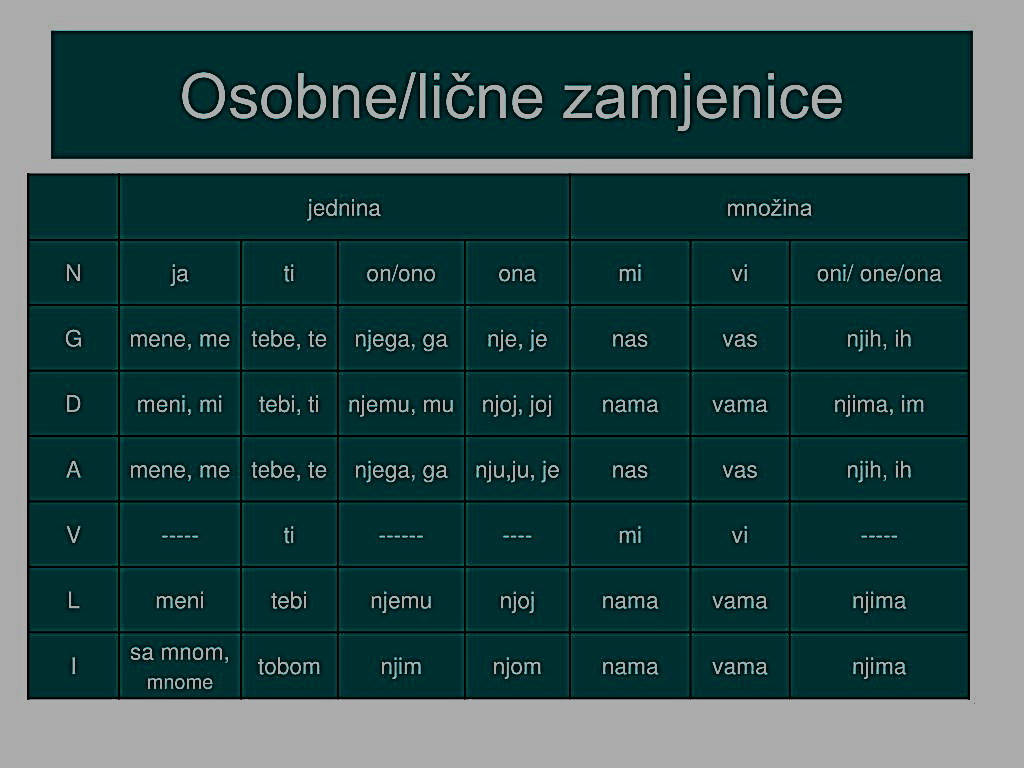 Osobne/lične zamjenice
jednina množina
N ja ti on/ono ona mi vi oni/ one/ona
G mene, me tebe, te njega, ga nje, je nas vas njih, ih
D meni, mi tebi, ti njemu, mu njoj, joj nama vama njima, im
A mene, me tebe, te njega, ga nju,ju, je nas vas njih, ih
V ----- ti ------ ---- mi vi -----
L meni tebi njemu njoj nama vama njima
I sa mnom, mnome tobom njim njom nama vama njima